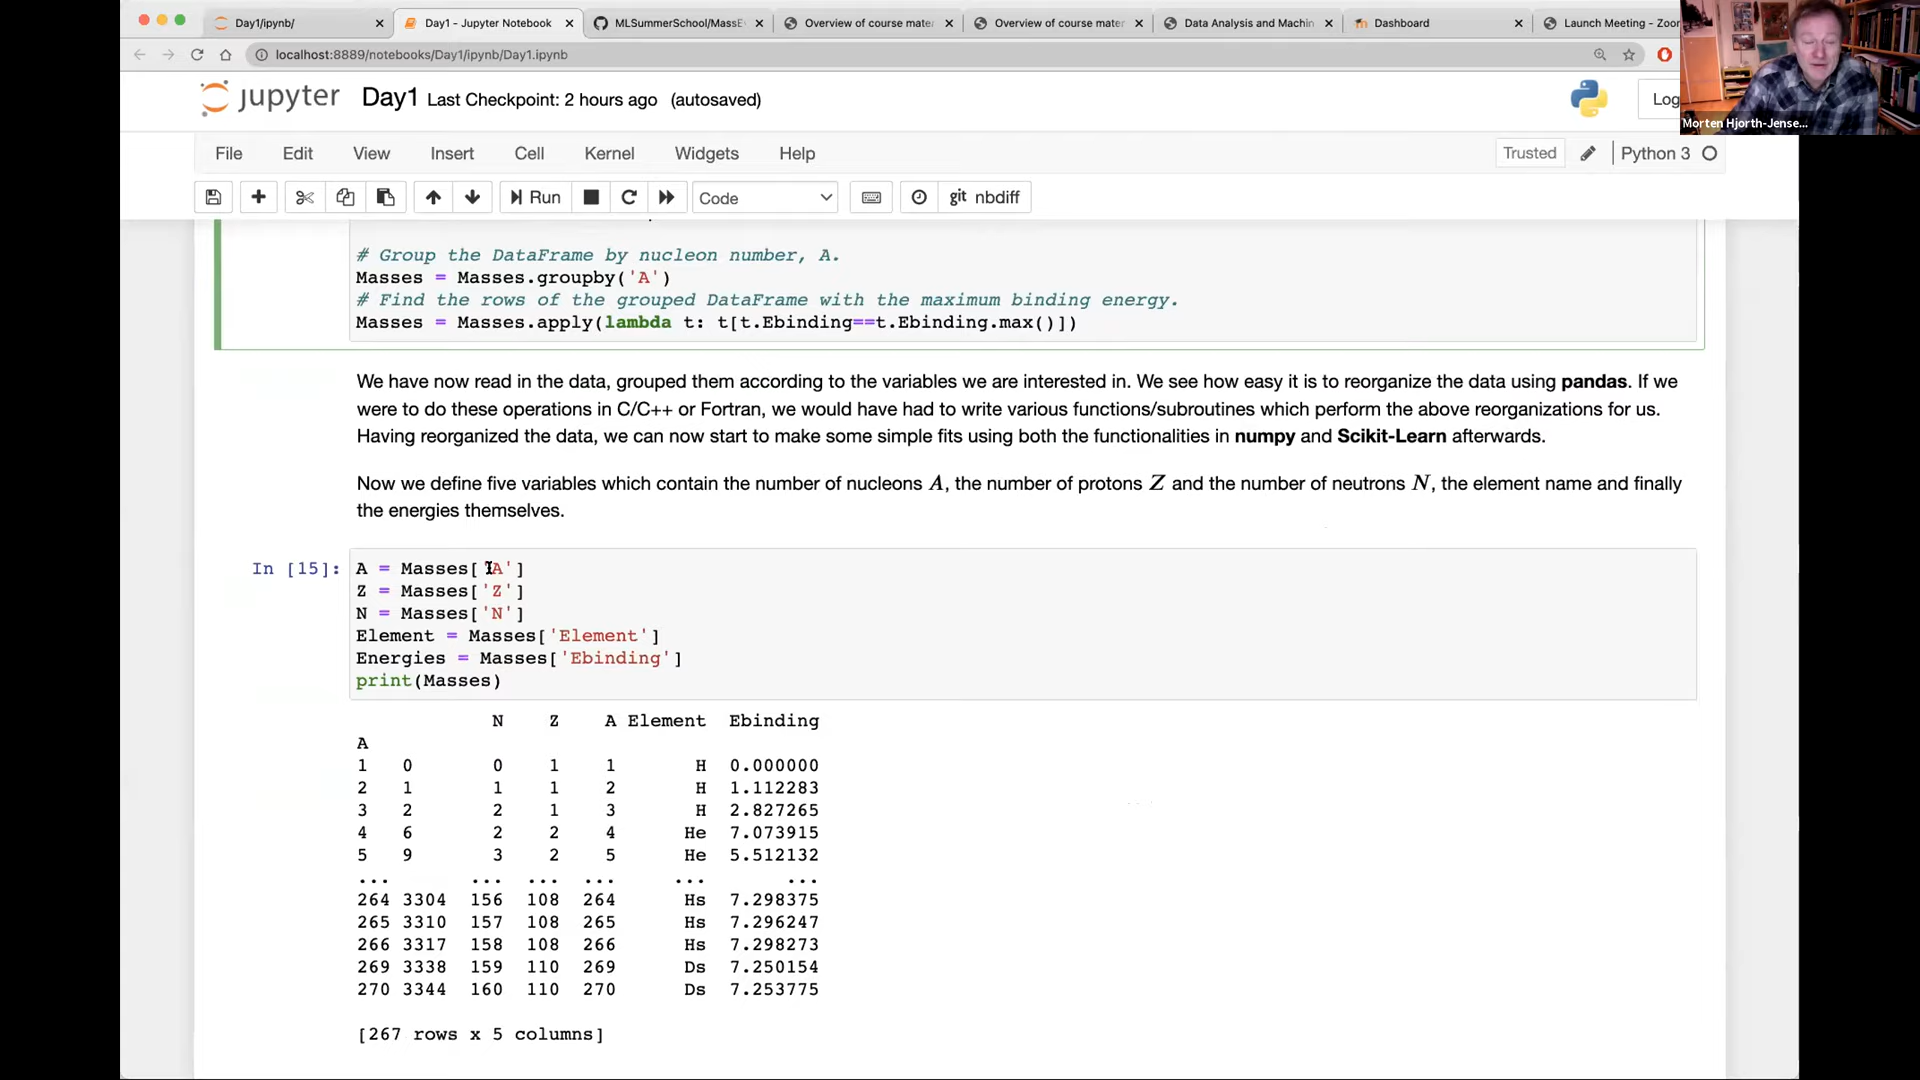 Day1/ipynb/
Day1 - Jupyter Notebook
MLSummerSchool/MassE
Overview of course mater
Overview of course mater
Data Analysis and Machin
Dashboard
Launch Meeting - Zoo
localhost:8889/notebooks/Day1/ipynb/Day1.ipynb
jupyter Day1 Last Checkpoint: 2 hours ago (autosaved)
Log
Morten Hjorth-Jense...
File Edit View Insert Cell Kernel Widgets Help
Trusted
Python 3
Run
Code
git nbdiff
# Group the DataFrame by nucleon number, A.
Masses = Masses.groupby('A')
# Find the rows of the grouped DataFrame with the maximum binding energy.
Masses = Masses.apply(lambda t: t[t.Ebinding==t.Ebinding.max()])
We have now read in the data, grouped them according to the variables we are interested in. We see how easy it is to reorganize the data using pandas. If we
were to do these operations in C/C++ or Fortran, we would have had to write various functions/subroutines which perform the above reorganizations for us.
Having reorganized the data, we can now start to make some simple fits using both the functionalities in numpy and Scikit-Learn afterwards.
Now we define five variables which contain the number of nucleons A, the number of protons Z and the number of neutrons N, the element name and finally
the energies themselves.
In [15]:
A = Masses['A']
Z = Masses['Z']
N = Masses['N']
Element = Masses['Element']
Energies = Masses['Ebinding']
print(Masses)
N Z A Element Ebinding
A
1 0 0 1 1 H 0.000000
2 1 1 1 2 H 1.112283
3 2 2 1 3 H 2.827265
4 6 2 2 4 He 7.073915
5 9 3 2 5 He 5.512132
... ... ... ... ... ...
264 3304 156 108 264 Hs 7.298375
265 3310 157 108 265 Hs 7.296247
266 3317 158 108 266 Hs 7.298273
269 3338 159 110 269 Ds 7.250154
270 3344 160 110 270 Ds 7.253775
[267 rows x 5 columns]